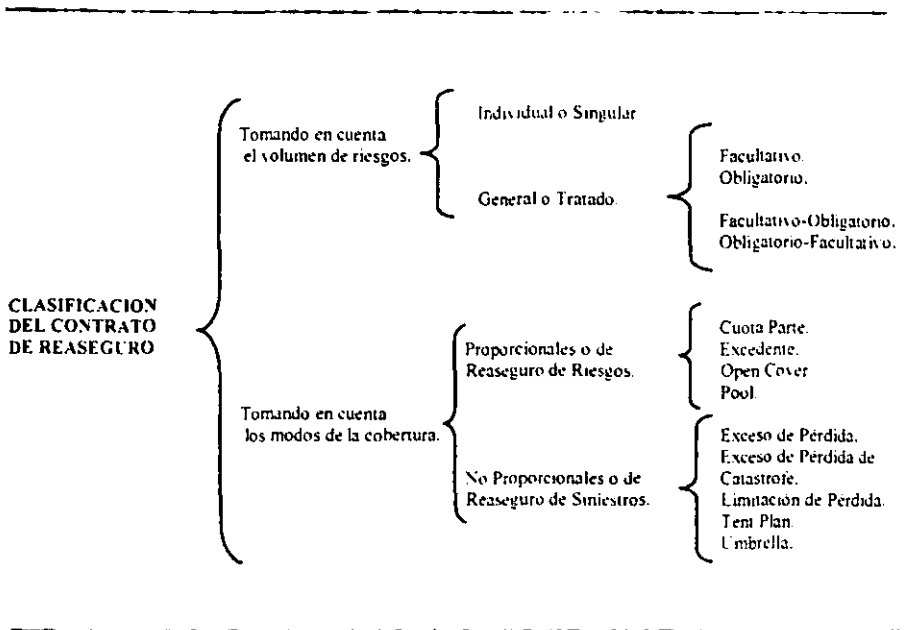 CLASIFICACION
DEL CONTRATO
DE REASEGURO
Tomando en cuenta
el volumen de riesgos.
Individual o Singular
General o Tratado.
Facultativo.
Obligatorio.
Facultativo-Obligatorio.
Obligatorio-Facultativo.
Tomando en cuenta
los modos de la cobertura.
Proporcionales o de
Reaseguro de Riesgos.
Cuota Parte.
Excedente.
Open Cover
Pool.
No Proporcionales o de
Reaseguro de Siniestros.
Exceso de Pérdida.
Exceso de Pérdida de
Catastrofe.
Limitación de Pérdida.
Tent Plan.
Umbrella.